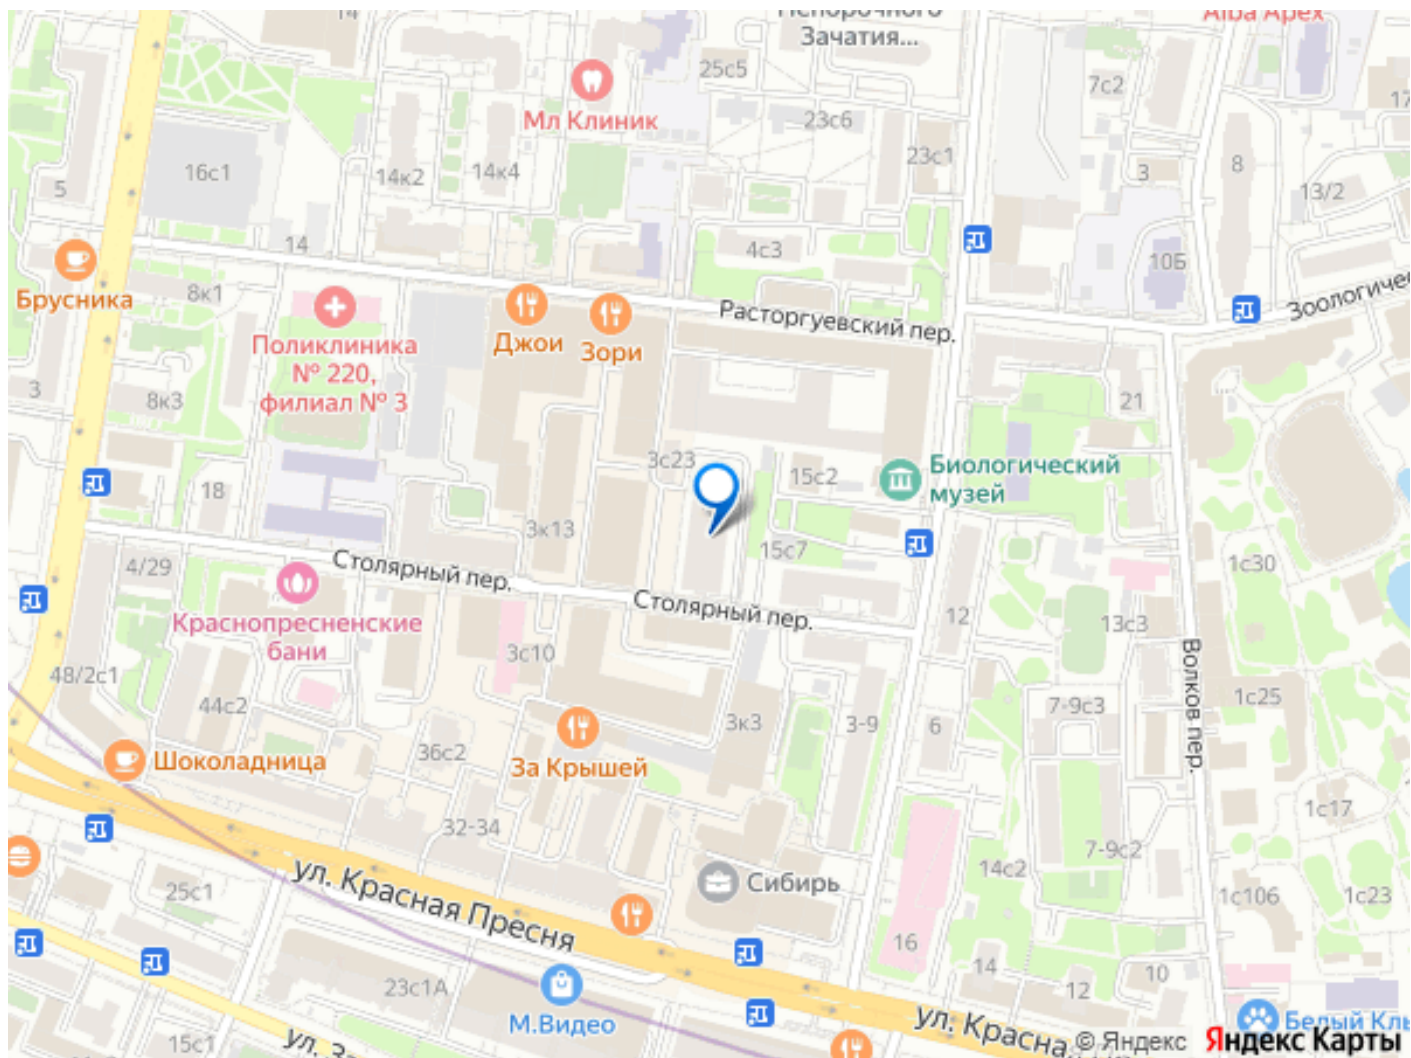 14
Зачатия...
Alba Apex
25с5
7с2
17
Мл Клиник
23с6
23с1
16с1
14к2
14к4
3
8
5
13/2
14
4с3
10Б
Брусника
8к1
Зоологичес
Расторгуевский пер.
Джои
Зори
Поликлиника
№ 220,
филиал № 3
3
8к3
21
3с23
15с2
Биологический
музей
18
3к13
15с7
4/29
Столярный пер.
1с30
Столярный пер.
12
13с3
Краснопресненские
бани
3с10
48/2с1
Волков пер.
1с25
44с2
3к3
3-9
6
7-9с3
36с2
Шоколадница
За Крышей
1с17
32-34
7-9с2
14с2
Сибирь
25с1
ул. Красная Пресня
1с106
1с23
16
14
10
12
23с1А
М.Видео
ул. Красна
Белый Клы
15с1
ул. За
© Яндекс Яндекс Карты